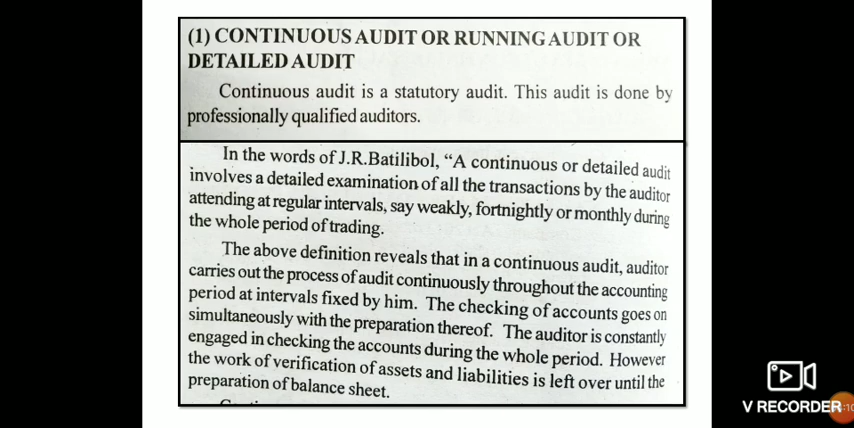 (1) CONTINUOUS AUDIT OR RUNNING AUDIT OR
DETAILED AUDIT
Continuous audit is a statutory audit. This audit is done by
professionally qualified auditors.
In the words of J.R.Batilibol, “A continuous or detailed audit
involves a detailed examination of all the transactions by the auditor
attending at regular intervals, say weakly, fortnightly or monthly during
the whole period of trading.
The above definition reveals that in a continuous audit, auditor
carries out the process of audit continuously throughout the accounting
period at intervals fixed by him. The checking of accounts goes on
simultaneously with the preparation thereof. The auditor is constantly
engaged in checking the accounts during the whole period. However
the work of verification of assets and liabilities is left over until the
preparation of balance sheet.
V RECORDER